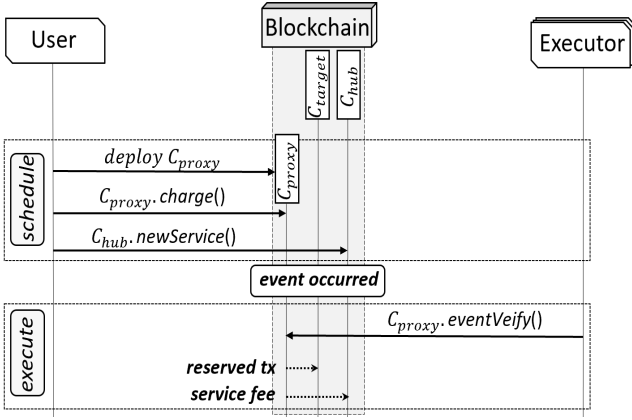 User
Blockchain
Executor
C_target
C_hub
schedule
deploy C_proxy
C_proxy
C_proxy.charge()
C_hub.newService()
event occurred
execute
C_proxy.eventVeify()
reserved tx
service fee